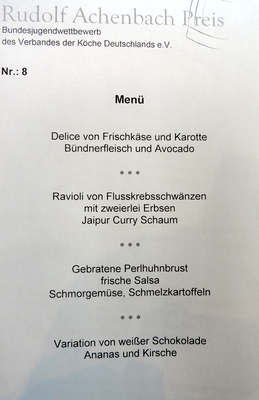 Rudolf Achenbach Preis
Bundesjugendwettbewerb
des Verbandes der Köche Deutschlands e.V.
Nr.: 8
Menü
Delice von Frischkäse und Karotte
Bündnerfleisch und Avocado
* * *
Ravioli von Flusskrebsschwänzen
mit zweierlei Erbsen
Jaipur Curry Schaum
* * *
Gebratene Perlhuhnbrust
frische Salsa
Schmorgemüse, Schmelzkartoffeln
* * *
Variation von weißer Schokolade
Ananas und Kirsche